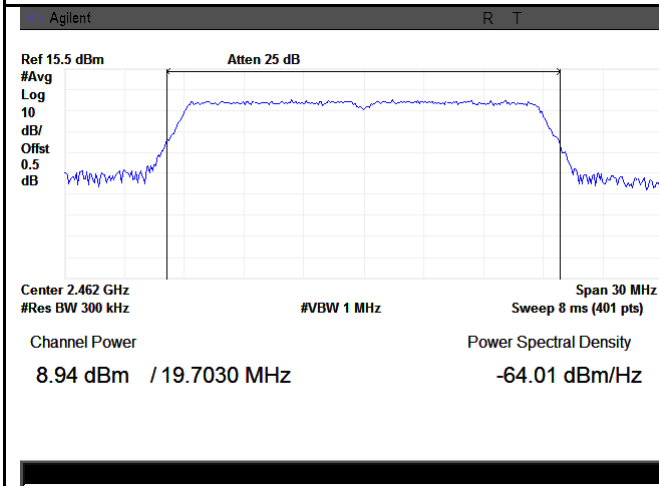 Agilent R T
Ref 15.5 dBm Atten 25 dB
#Avg
Log
10
dB/
Offst
0.5
dB
Center 2.462 GHz Span 30 MHz
#Res BW 300 kHz #VBW 1 MHz Sweep 8 ms (401 pts)
Channel Power Power Spectral Density
8.94 dBm / 19.7030 MHz -64.01 dBm/Hz